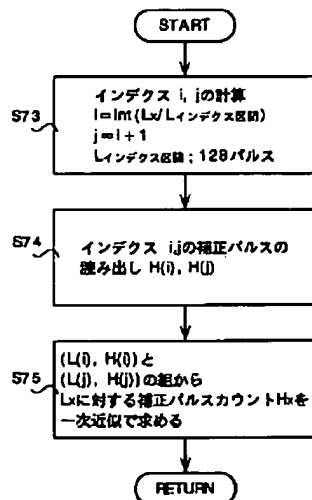 START
S73
インデクス i, jの計算
i=Int(Lx/Lインデクス区間)
j=i+1
Lインデクス区間;128パルス
S74
インデクス i,jの補正パルスの
読み出し H(i), H(j)
S75
(L(i), H(i))と
(L(j), H(j))の組から
Lxに対する補正パルスカウントHxを
一次近似で求める
RETURN